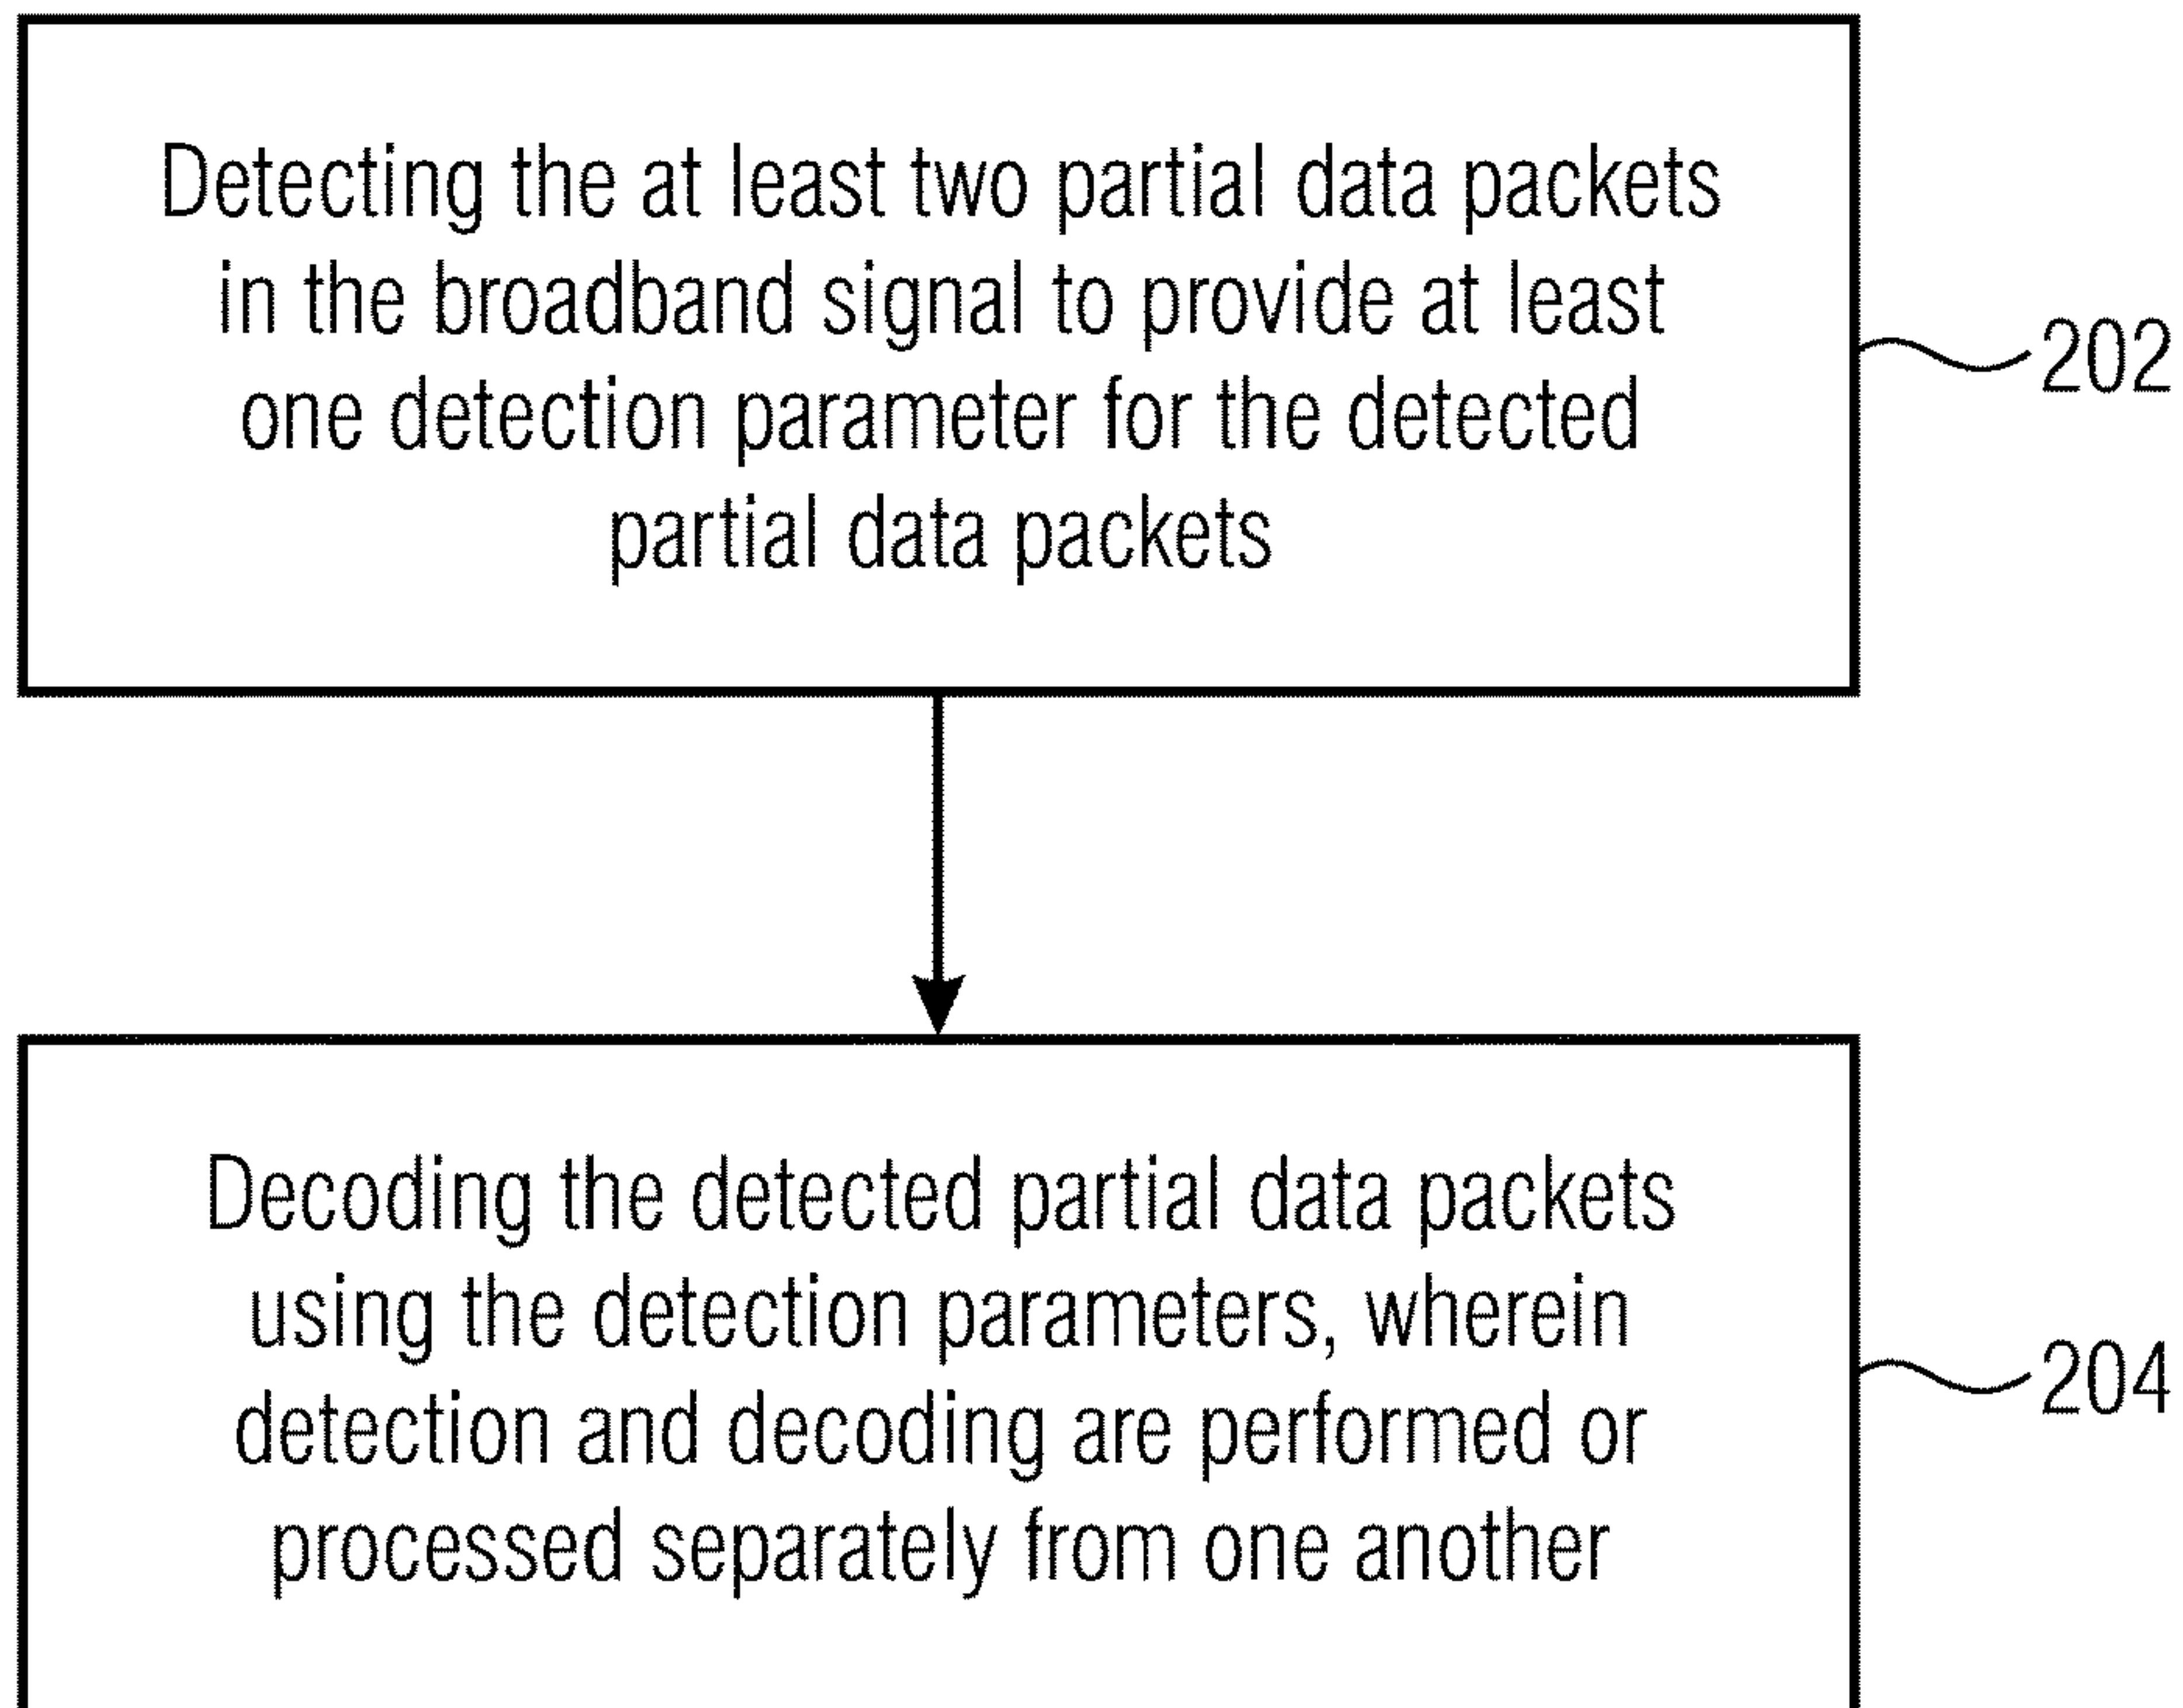 Detecting the at least two partial data packets
in the broadband signal to provide at least
one detection parameter for the detected
partial data packets
202
Decoding the detected partial data packets
using the detection parameters, wherein
detection and decoding are performed or
processed separately from one another
204